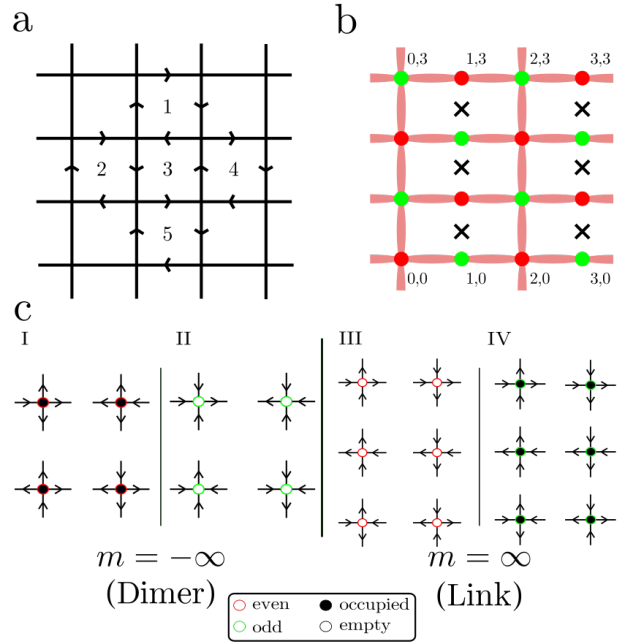 a
b
1
2 3 4
5
0,3 1,3 2,3 3,3
0,0 1,0 2,0 3,0
c
I II III IV
m = −∞ m = ∞
(Dimer) (Link)
even occupied
odd empty